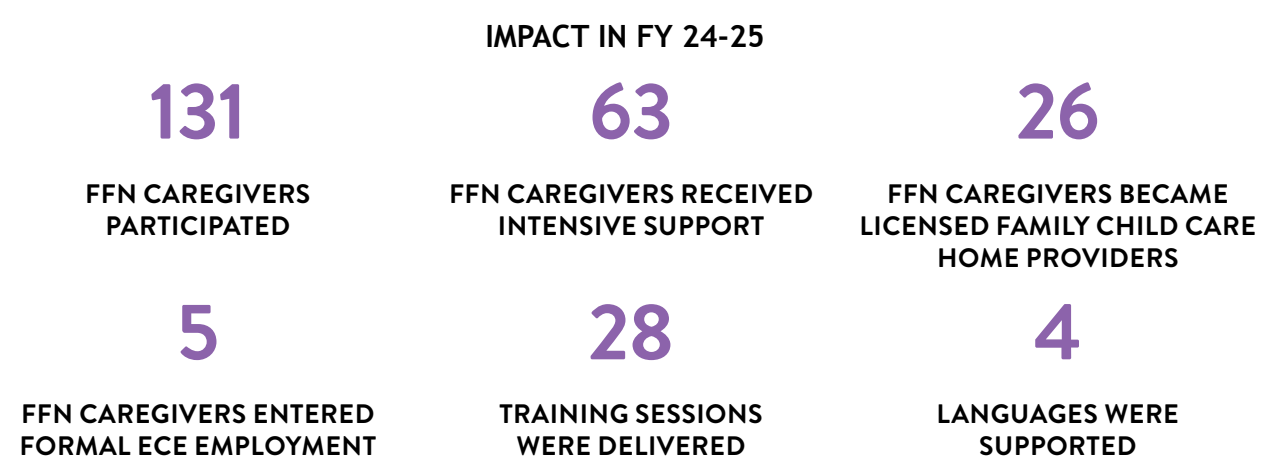 IMPACT IN FY 24-25
131
FFN CAREGIVERS
PARTICIPATED
63
FFN CAREGIVERS RECEIVED
INTENSIVE SUPPORT
26
FFN CAREGIVERS BECAME
LICENSED FAMILY CHILD CARE
HOME PROVIDERS
5
FFN CAREGIVERS ENTERED
FORMAL ECE EMPLOYMENT
28
TRAINING SESSIONS
WERE DELIVERED
4
LANGUAGES WERE
SUPPORTED